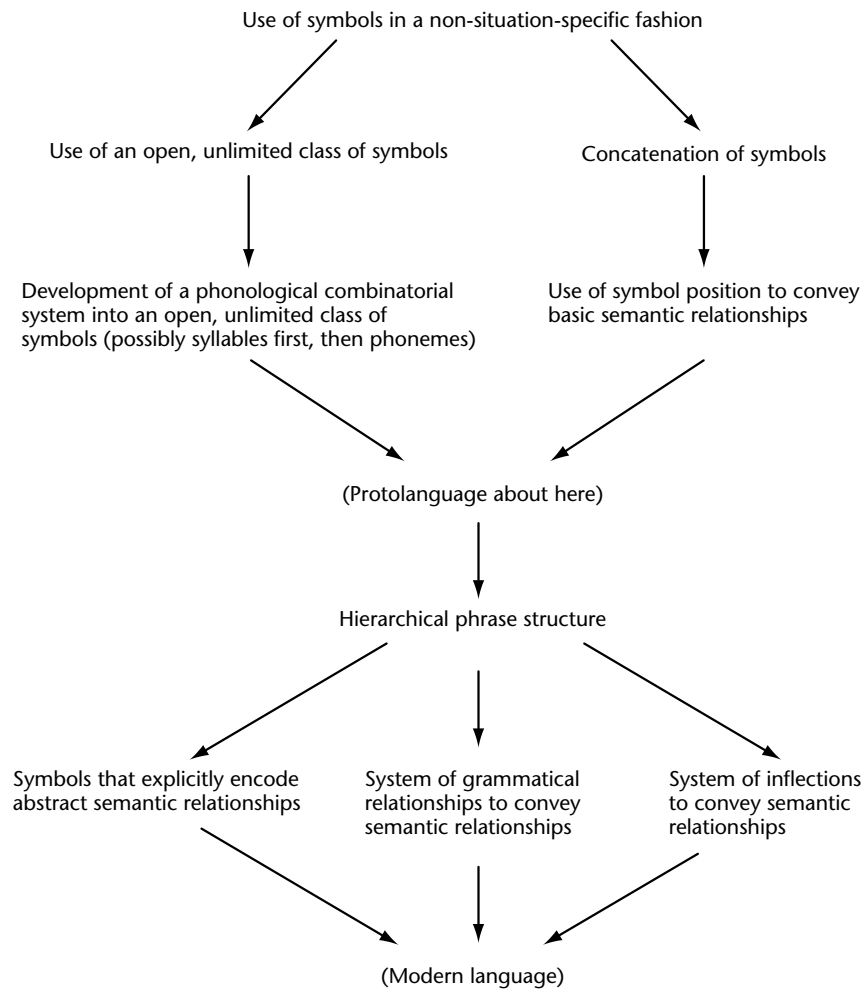 Use of symbols in a non-situation-specific fashion
Use of an open, unlimited class of symbols
Concatenation of symbols
Development of a phonological combinatorial
system into an open, unlimited class of
symbols (possibly syllables first, then phonemes)
Use of symbol position to convey
basic semantic relationships
(Protolanguage about here)
Hierarchical phrase structure
Symbols that explicitly encode
abstract semantic relationships
System of grammatical
relationships to convey
semantic relationships
System of inflections
to convey semantic
relationships
(Modern language)